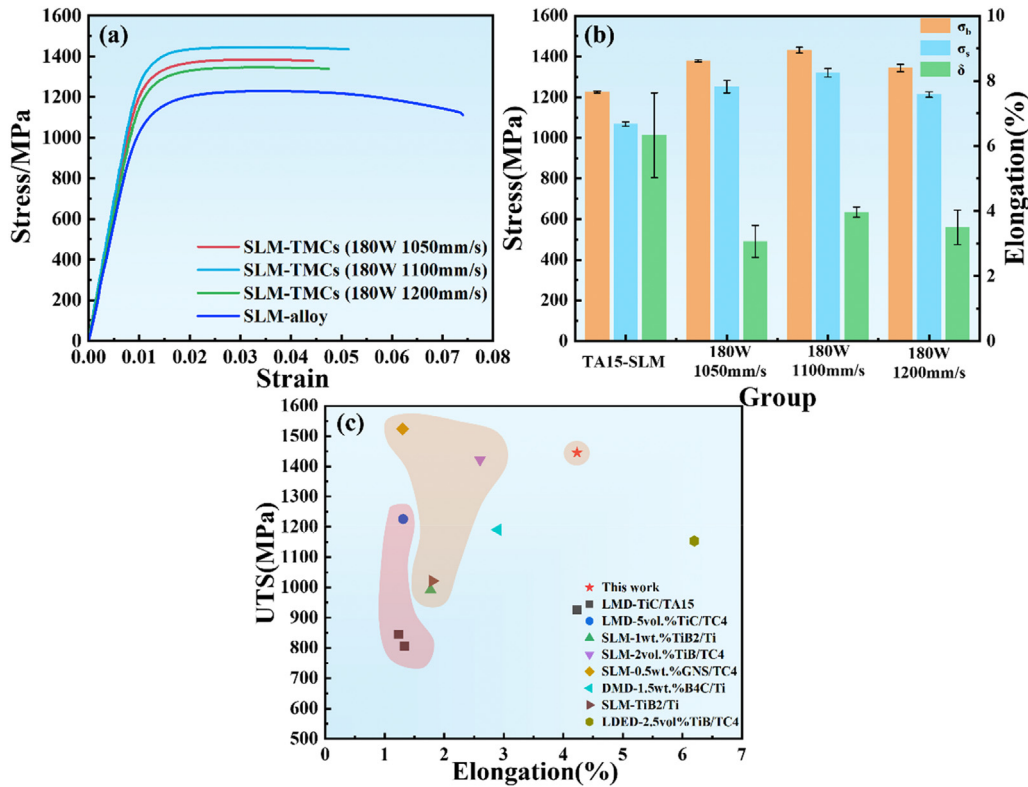 (a)
Stress/MPa
1600
1400
1200
1000
800
600
400
200
0
SLM-TMCs (180W 1050mm/s)
SLM-TMCs (180W 1100mm/s)
SLM-TMCs (180W 1200mm/s)
SLM-alloy
0.00 0.01 0.02 0.03 0.04 0.05 0.06 0.07 0.08
Strain
(b)
Stress(MPa)
1600
1400
1200
1000
800
600
400
200
0
σb
σs
δ
10
8
6
4
2
0
Elongation(%)
TA15-SLM
180W
1050mm/s
180W
1100mm/s
180W
1200mm/s
Group
(c)
UTS(MPa)
1600
1500
1400
1300
1200
1100
1000
900
800
700
600
500
This work
LMD-TiC/TA15
LMD-5vol.%TiC/TC4
SLM-1wt.%TiB2/Ti
SLM-2vol.%TiB/TC4
SLM-0.5wt.%GNS/TC4
DMD-1.5wt.%B4C/Ti
SLM-TiB2/Ti
LDED-2.5vol%TiB/TC4
0 1 2 3 4 5 6 7
Elongation(%)